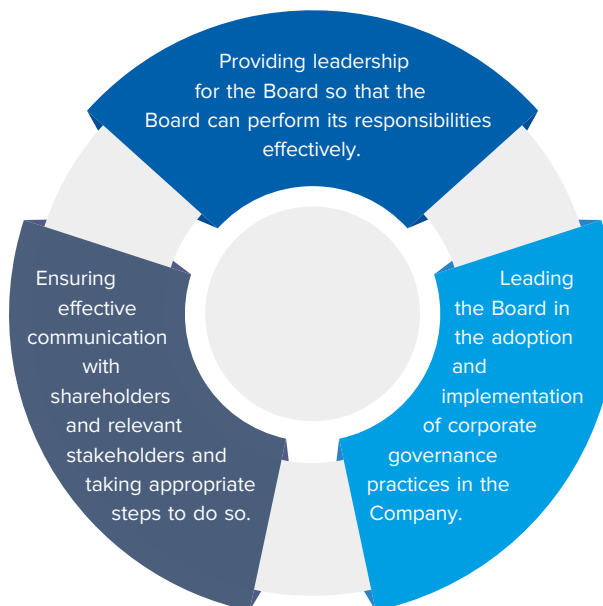 Providing leadership
for the Board so that the
Board can perform its responsibilities
effectively.
Leading
the Board in
the adoption
and
implementation
of corporate
governance
practices in the
Company.
Ensuring
effective
communication
with
shareholders
and relevant
stakeholders and
taking appropriate
steps to do so.